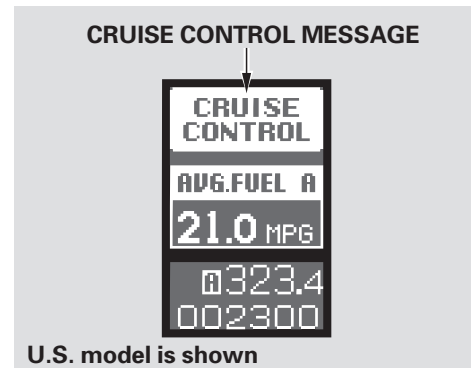 CRUISE CONTROL MESSAGE
CRUISE
CONTROL
AVG.FUEL A
21.0 MPG
A 323.4
002300
U.S. model is shown